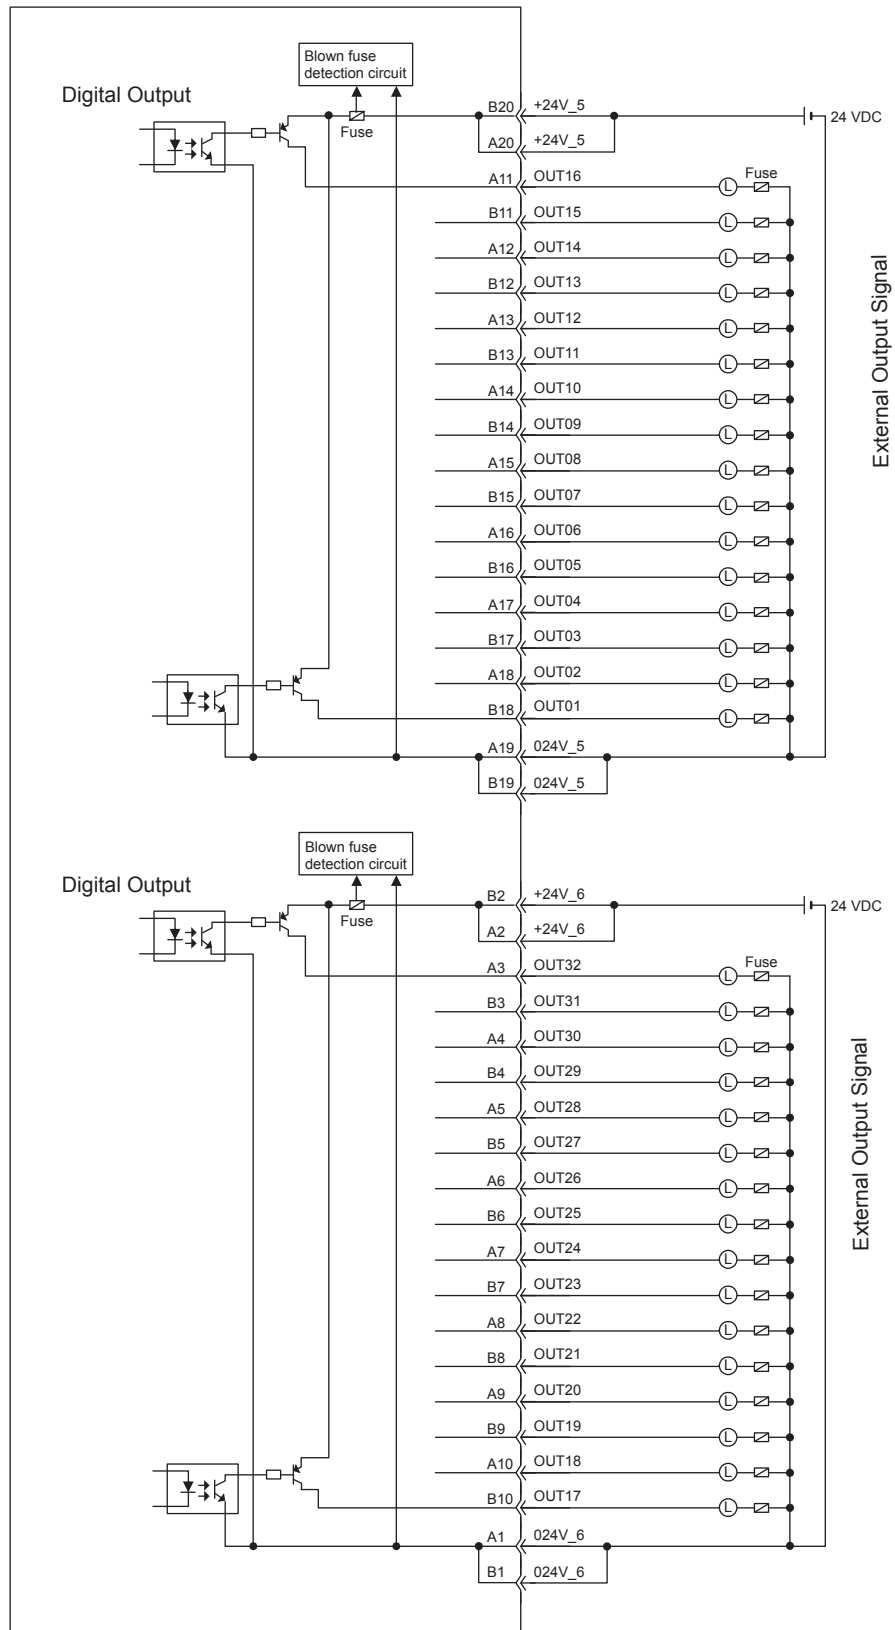 Blown fuse
detection circuit
Digital Output
Fuse
B20 +24V_5
24 VDC
A20 +24V_5
A11 OUT16 L Fuse
B11 OUT15 L
A12 OUT14 L
B12 OUT13 L
A13 OUT12 L
B13 OUT11 L
A14 OUT10 L
B14 OUT09 L
A15 OUT08 L
B15 OUT07 L
A16 OUT06 L
B16 OUT05 L
A17 OUT04 L
B17 OUT03 L
A18 OUT02 L
B18 OUT01 L
A19 024V_5
B19 024V_5
External Output Signal
Blown fuse
detection circuit
Digital Output
Fuse
B2 +24V_6
24 VDC
A2 +24V_6
A3 OUT32 L Fuse
B3 OUT31 L
A4 OUT30 L
B4 OUT29 L
A5 OUT28 L
B5 OUT27 L
A6 OUT26 L
B6 OUT25 L
A7 OUT24 L
B7 OUT23 L
A8 OUT22 L
B8 OUT21 L
A9 OUT20 L
B9 OUT19 L
A10 OUT18 L
B10 OUT17 L
A1 024V_6
B1 024V_6
External Output Signal